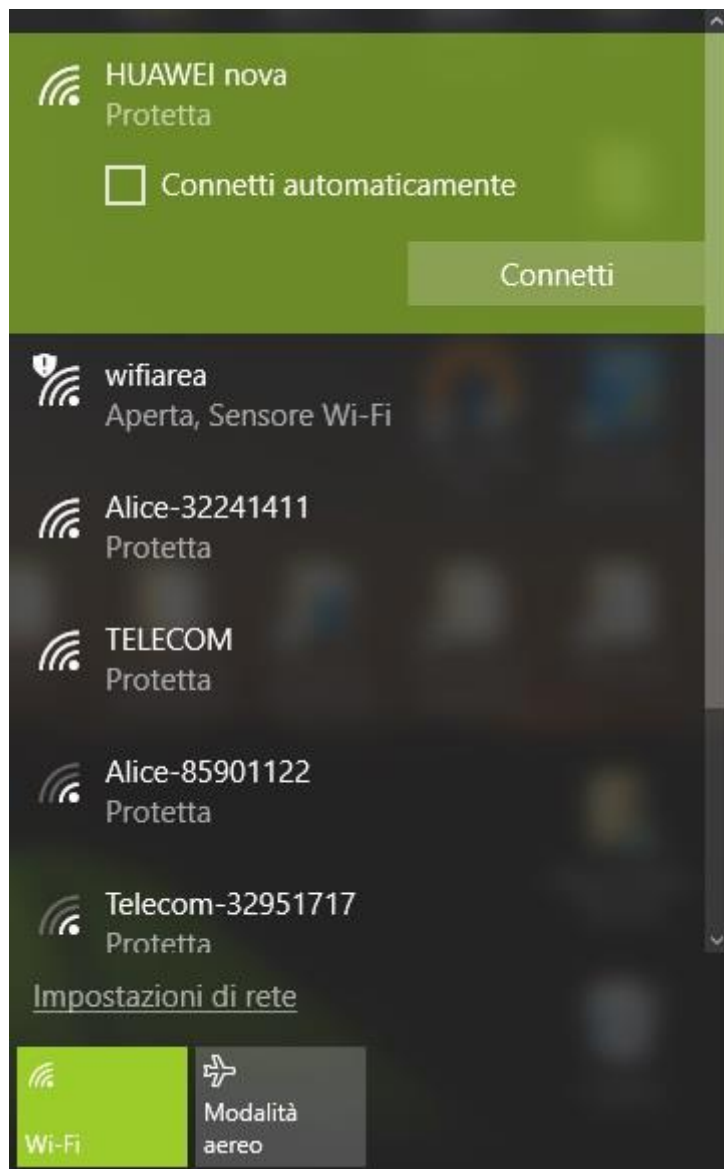 HUAWEI nova
Protetta
Connetti automaticamente
Connetti
wifiarea
Aperta, Sensore Wi-Fi
Alice-32241411
Protetta
TELECOM
Protetta
Alice-85901122
Protetta
Telecom-32951717
Protetta
Impostazioni di rete
Wi-Fi
Modalità
aereo